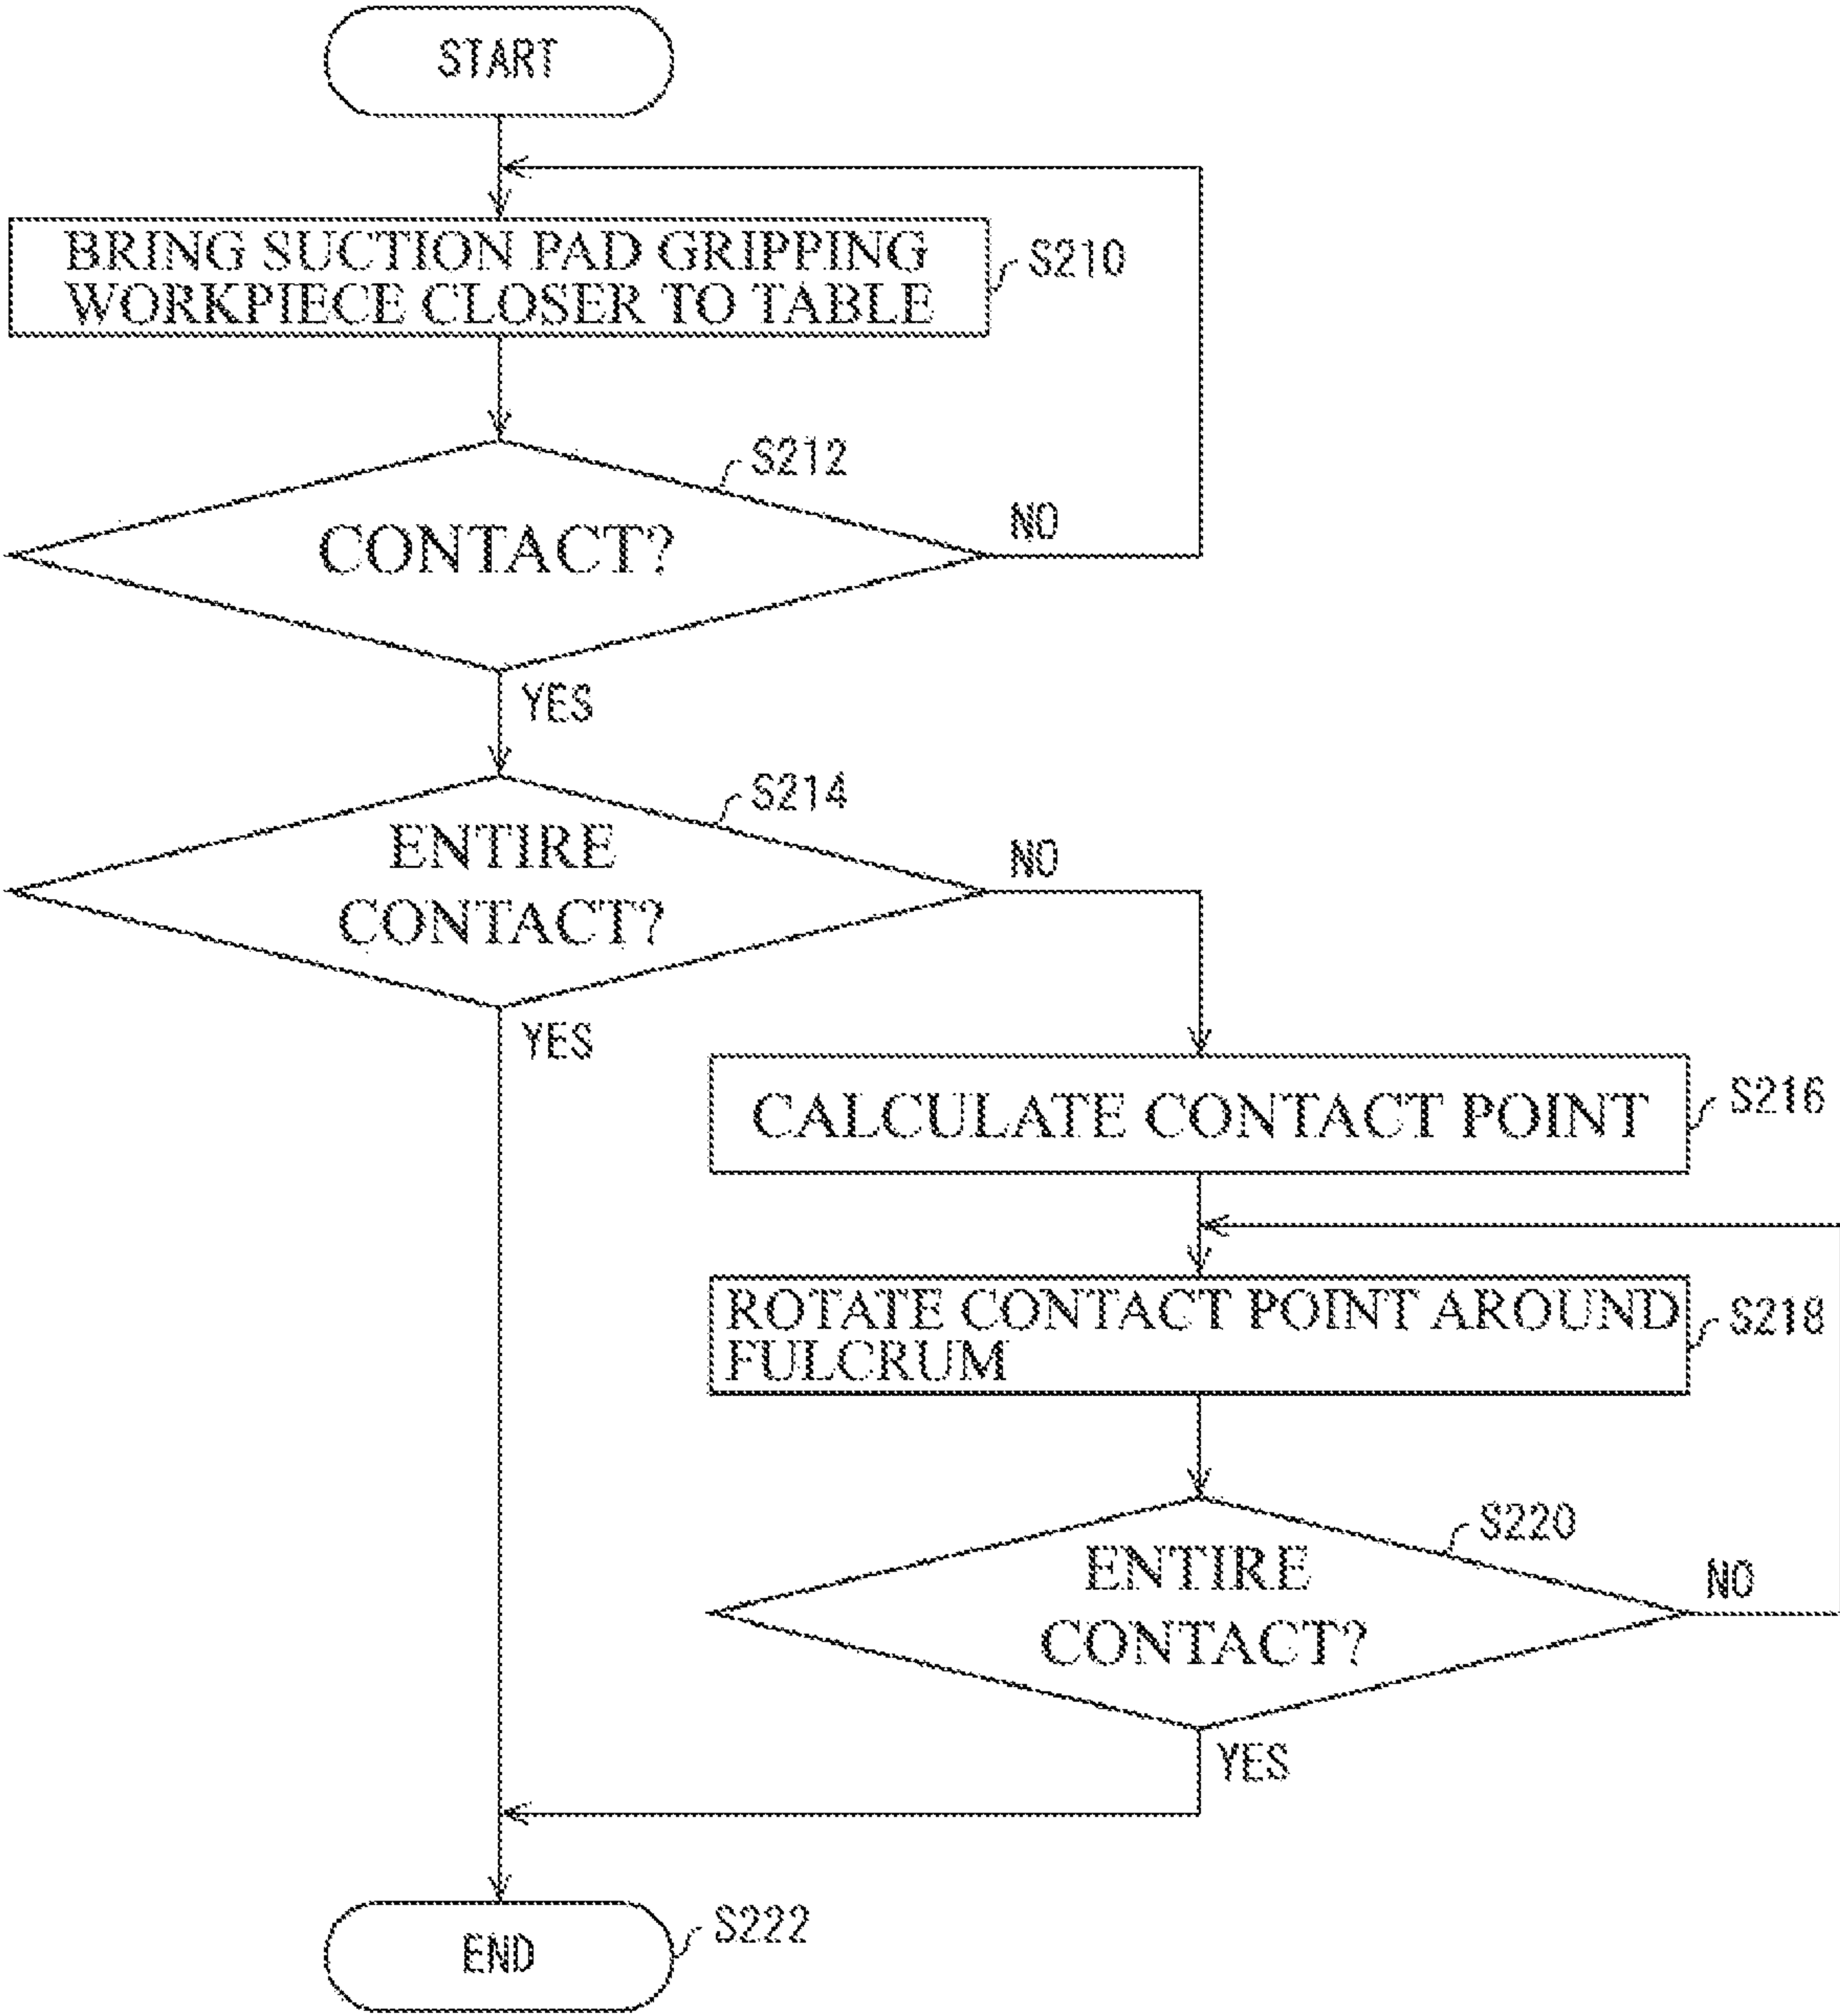 START
BRING SUCTION PAD GRIPPING
WORKPIECE CLOSER TO TABLE
S210
S212
CONTACT?
NO
YES
S214
ENTIRE
CONTACT?
NO
YES
CALCULATE CONTACT POINT
S216
ROTATE CONTACT POINT AROUND
FULCRUM
S218
S220
ENTIRE
CONTACT?
NO
YES
END
S222